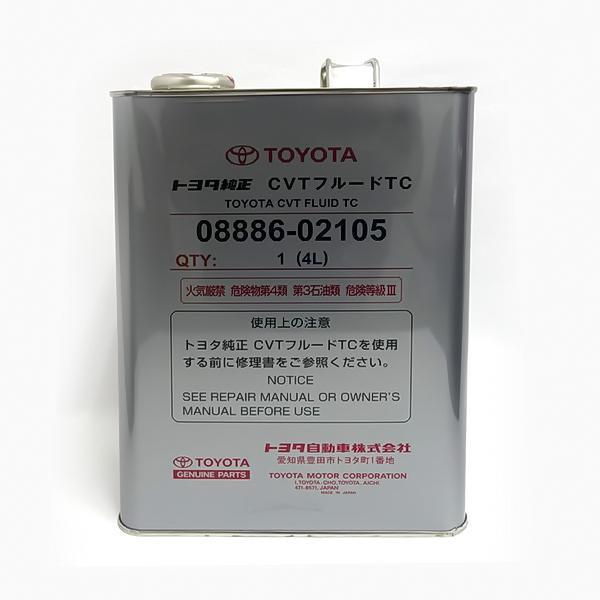 TOYOTA
トヨタ純正 CVTフルードTC
TOYOTA CVT FLUID TC
08886-02105
QTY: 1 (4L)
火気厳禁 危険物第4類 第3石油類 危険等級Ⅲ
使用上の注意
トヨタ純正 CVTフルードTCを使用
する前に修理書をご参照ください。
NOTICE
SEE REPAIR MANUAL OR OWNER'S
MANUAL BEFORE USE
TOYOTA
GENUINE PARTS
トヨタ自動車株式会社
愛知県豊田市トヨタ町1番地
TOYOTA MOTOR CORPORATION
1,TOYOTA-CHO,TOYOTA, AICHI
471-8571, JAPAN
MADE IN JAPAN